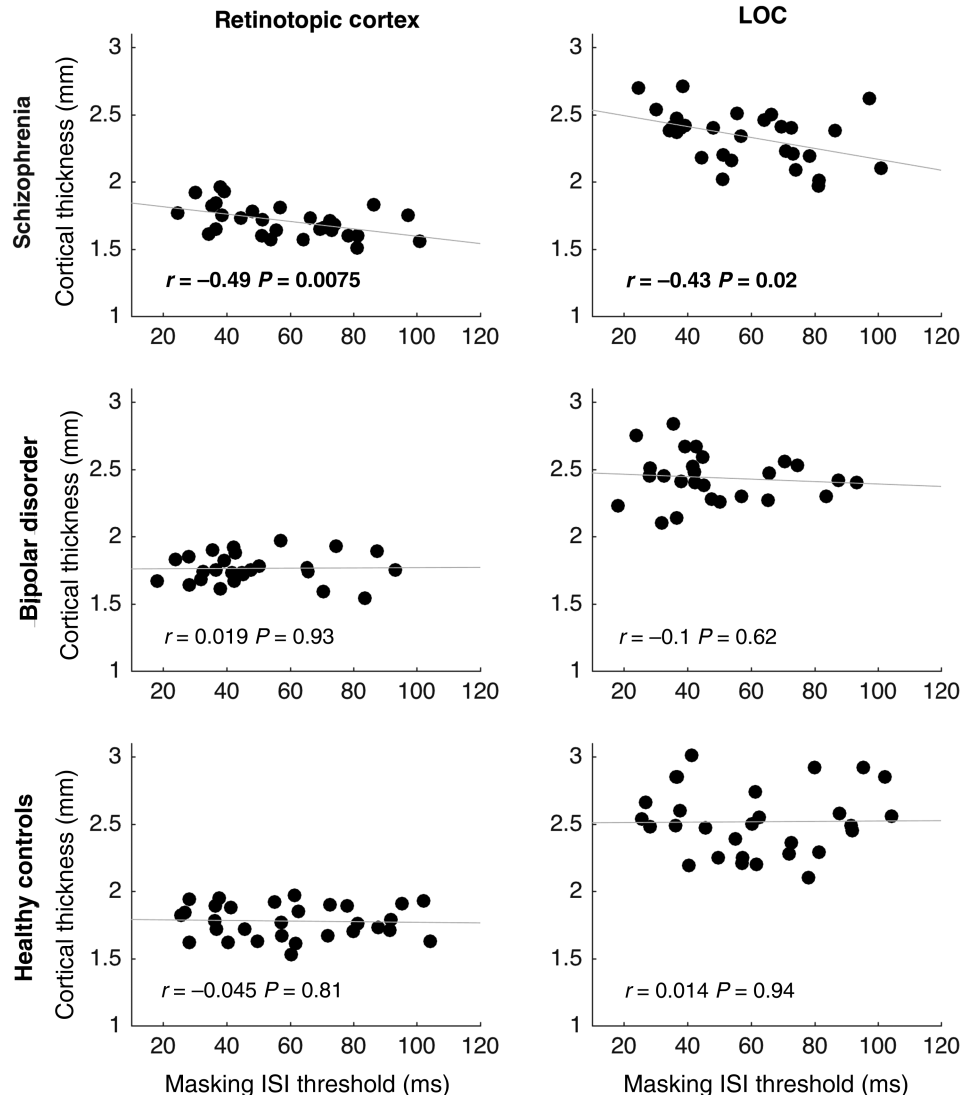 Retinotopic cortex
LOC
Schizophrenia
Cortical thickness (mm)
3
2.5
2
1.5
1
20 40 60 80 100 120
r = –0.49 P = 0.0075
3
2.5
2
1.5
1
20 40 60 80 100 120
r = –0.43 P = 0.02
Bipolar disorder
Cortical thickness (mm)
3
2.5
2
1.5
1
20 40 60 80 100 120
r = 0.019 P = 0.93
3
2.5
2
1.5
1
20 40 60 80 100 120
r = –0.1 P = 0.62
Healthy controls
Cortical thickness (mm)
3
2.5
2
1.5
1
20 40 60 80 100 120
r = –0.045 P = 0.81
Masking ISI threshold (ms)
3
2.5
2
1.5
1
20 40 60 80 100 120
r = 0.014 P = 0.94
Masking ISI threshold (ms)